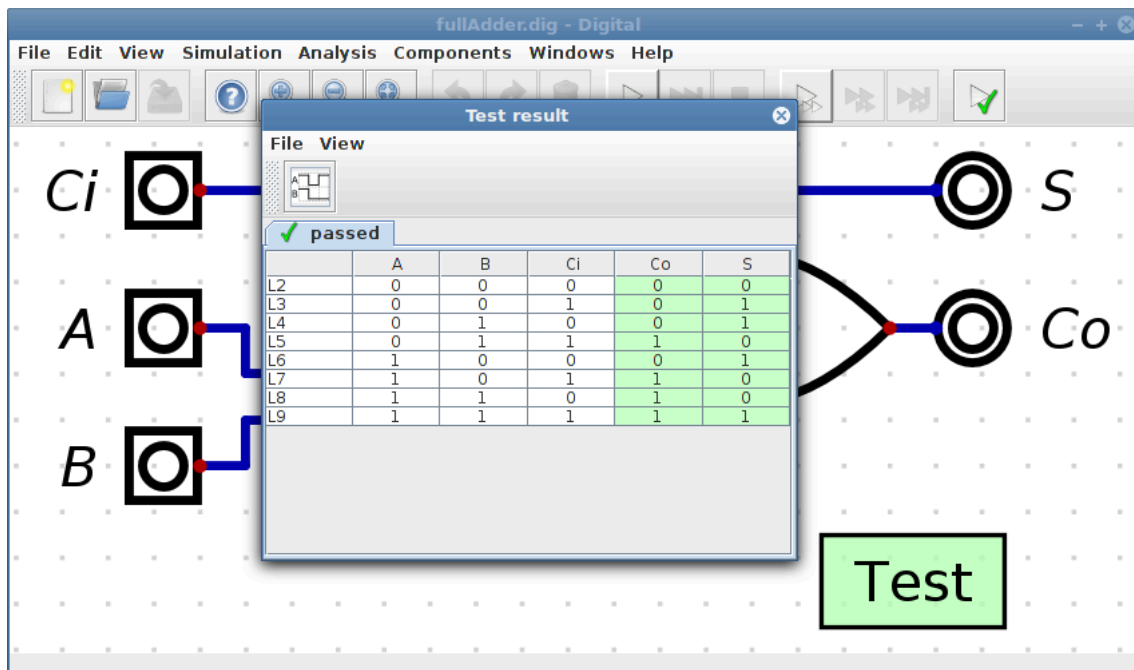 fullAdder.dig - Digital
File Edit View Simulation Analysis Components Windows Help
Test result
File View
A
B
passed
A B Ci Co S
L2 0 0 0 0 0
L3 0 0 1 0 1
L4 0 1 0 0 1
L5 0 1 1 1 0
L6 1 0 0 0 1
L7 1 0 1 1 0
L8 1 1 0 1 0
L9 1 1 1 1 1
Ci
S
A
Co
B
Test